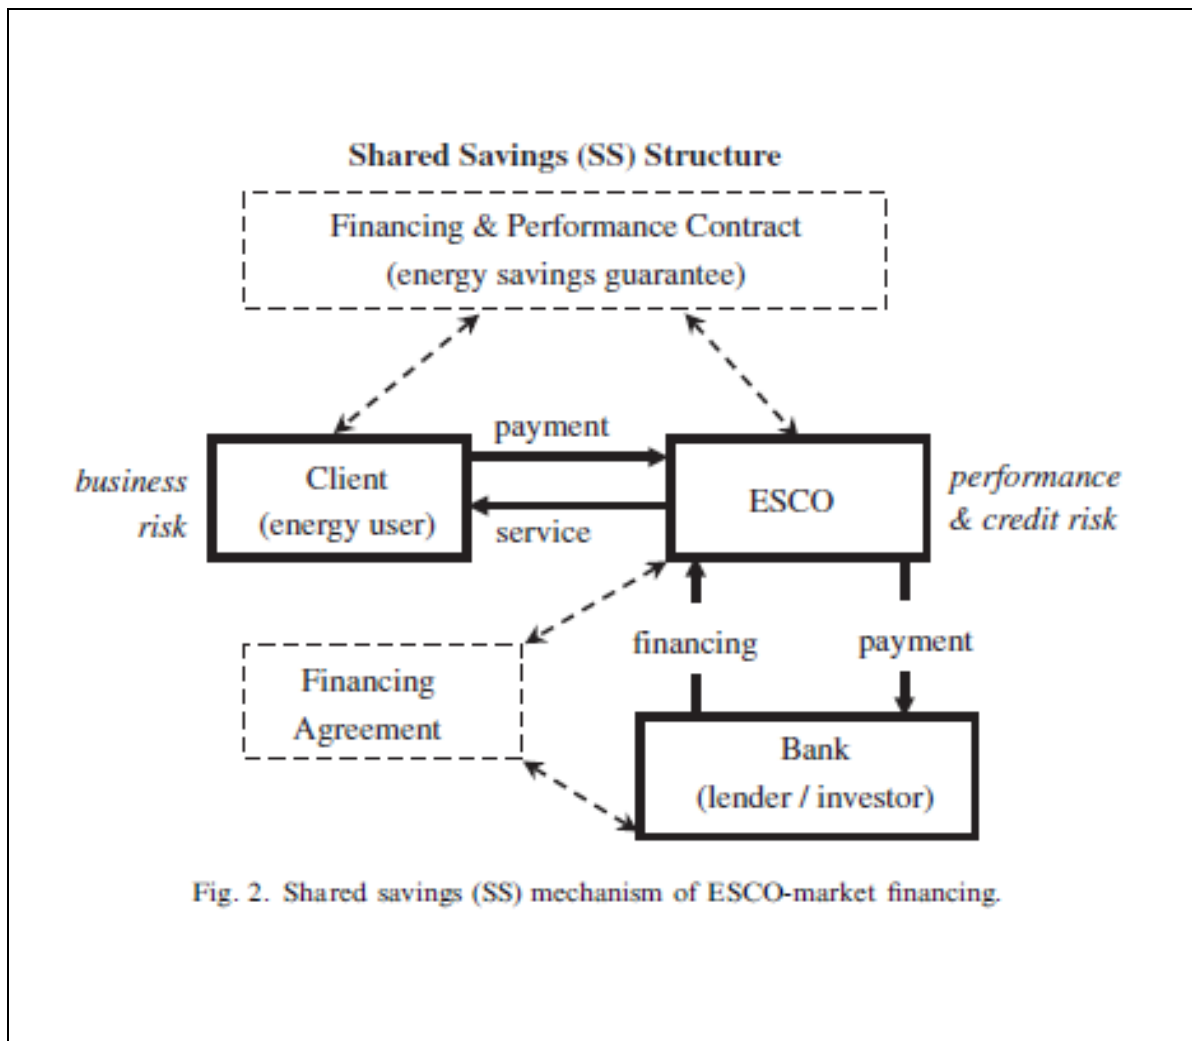 Shared Savings (SS) Structure
Financing & Performance Contract
(energy savings guarantee)
payment
business
risk
Client
(energy user)
ESCO
performance
& credit risk
service
financing
payment
Financing
Agreement
Bank
(lender / investor)
Fig. 2. Shared savings (SS) mechanism of ESCO-market financing.